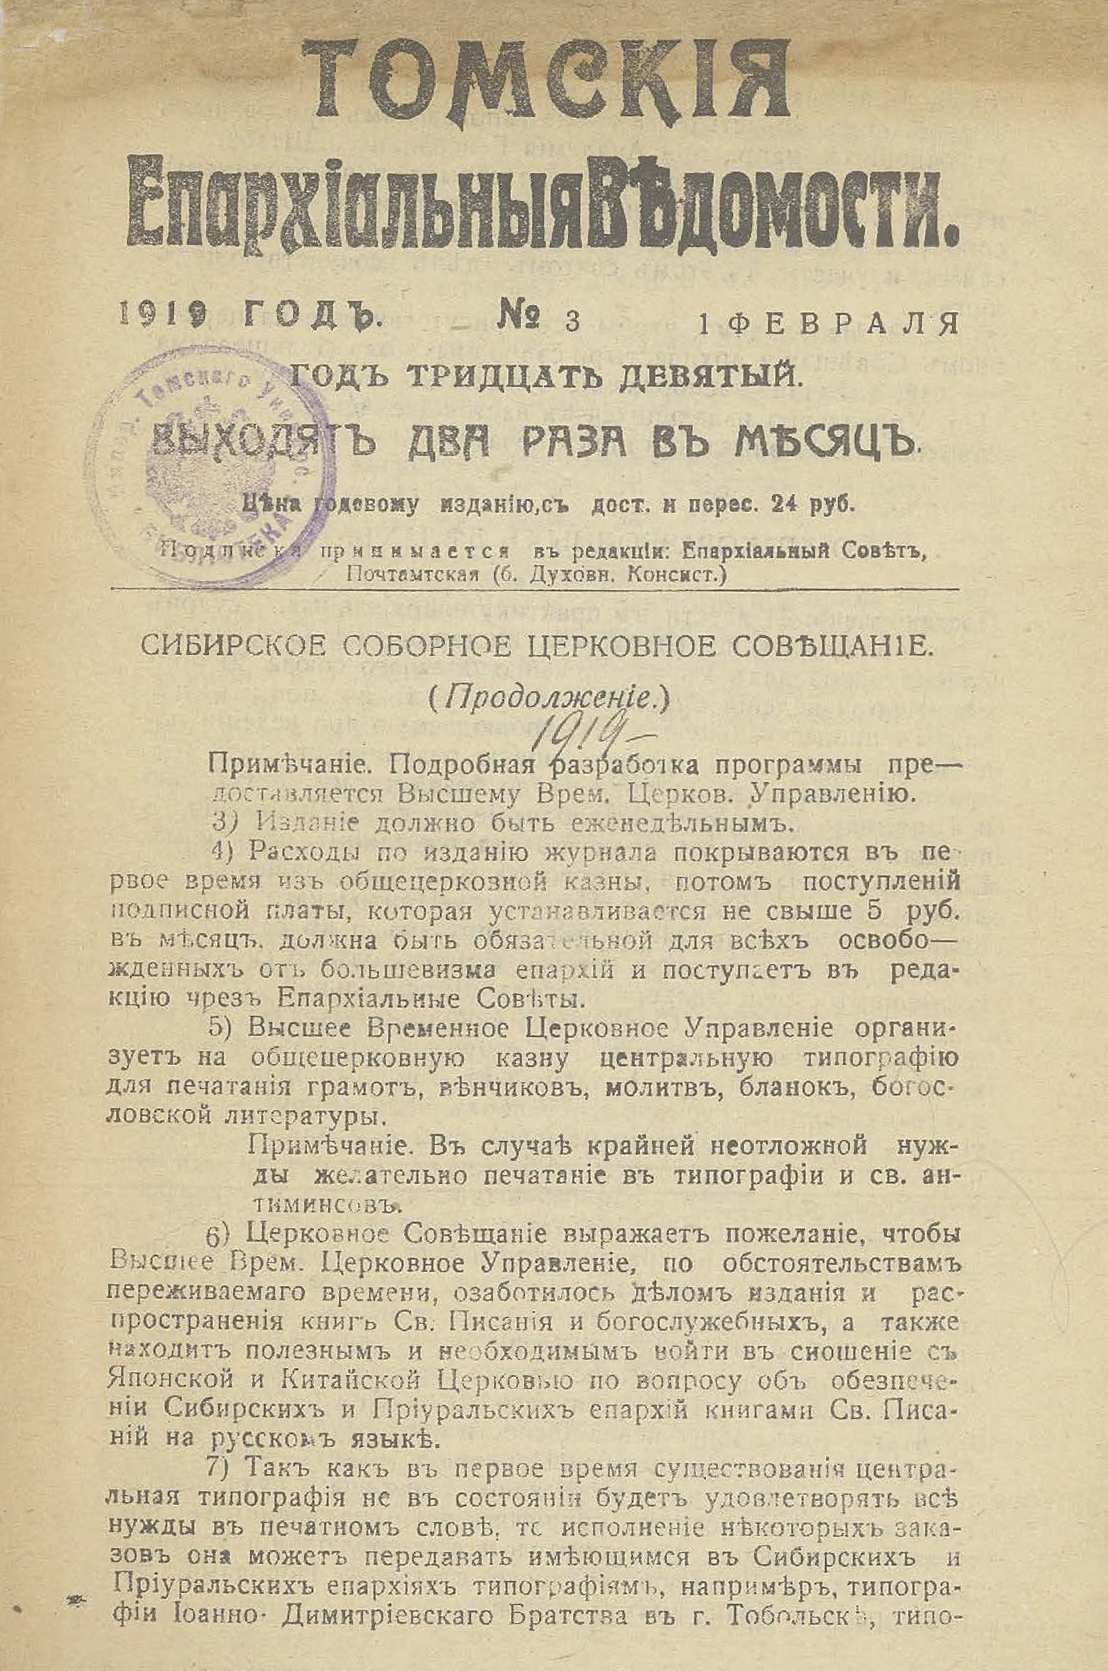 ТОМСКІЯ
ЕПАРХІАЛЬНЫЯ ВѢДОМОСТИ.
1919 ГОДЪ. № 3 1 ФЕВРАЛЯ
ГОДЪ ТРИДЦАТЬ ДЕВЯТЫЙ.
ВЫХОДЯТЪ ДВА РАЗА ВЪ МѢСЯЦЪ.
Цѣна годовому изданію,съ дост. и перес. 24 руб.
Подписка принимается въ редакціи: Епархіальный Совѣтъ,
Почтамтская (б. Духовн. Консист.)
Томскаго Универс.
БИБЛІОТЕКА
СИБИРСКОЕ СОБОРНОЕ ЦЕРКОВНОЕ СОВѢЩАНІЕ.
(Продолженіе.)
1919 –
Примѣчаніе. Подробная разработка программы пре—
доставляется Высшему Врем. Церков. Управленію.
3) Изданіе должно быть еженедѣльнымъ.
4) Расходы по изданію журнала покрываются въ пе-
рвое время изъ общецерковной казны, потомъ поступленій
подписной платы, которая устанавливается не свыше 5 руб.
въ мѣсяцъ. должна быть обязательной для всѣхъ освобо—
жденныхъ отъ большевизма епархій и поступаетъ въ реда-
кцію чрезъ Епархіальные Совѣты.
5) Высшее Временное Церковное Управленіе органи-
зуетъ на общецерковную казну центральную типографію
для печатанія грамотъ, вѣнчиковъ, молитвъ, бланокъ, богос-
ловской литературы.
Примѣчаніе. Въ случаѣ крайней неотложной нуж-
ды желательно печатаніе въ типографіи и св. ан-
тиминсовъ.
6) Церковное Совѣщаніе выражаетъ пожеланіе, чтобы
Высшее Врем. Церковное Управленіе, по обстоятельствамъ
переживаемаго времени, озаботилось дѣломъ изданія и рас-
пространенія книгъ Св. Писанія и богослужебныхъ, а также
находитъ полезнымъ и необходимымъ войти въ сношеніе съ
Японской и Китайской Церковью по вопросу объ обезпече-
ніи Сибирскихъ и Пріуральскихъ епархій книгами Св. Писа-
ній на русскомъ языкѣ.
7) Такъ какъ въ первое время существованія центра-
льная типографія не въ состояніи будетъ удовлетворять всѣ
нужды въ печатномъ словѣ, то исполненіе нѣкоторыхъ зака-
зовъ она можетъ передавать имѣющимся въ Сибирскихъ и
Пріуральскихъ епархіяхъ типографіямъ, напримѣръ, типогра-
фіи Іоанно- Димитріевскаго Братства въ г. Тобольскѣ, типо-